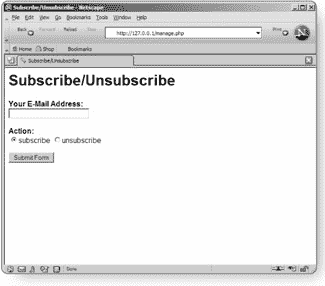 Subscribe/Unsubscribe - Netscape
File Edit View Go Bookmarks Tools Window Help
Back Forward Reload Stop http://127.0.0.1/manage.php Print
Home Shop Bookmarks
Subscribe/Unsubscribe
Subscribe/Unsubscribe
Your E-Mail Address:
Action:
subscribe unsubscribe
Submit Form
Done